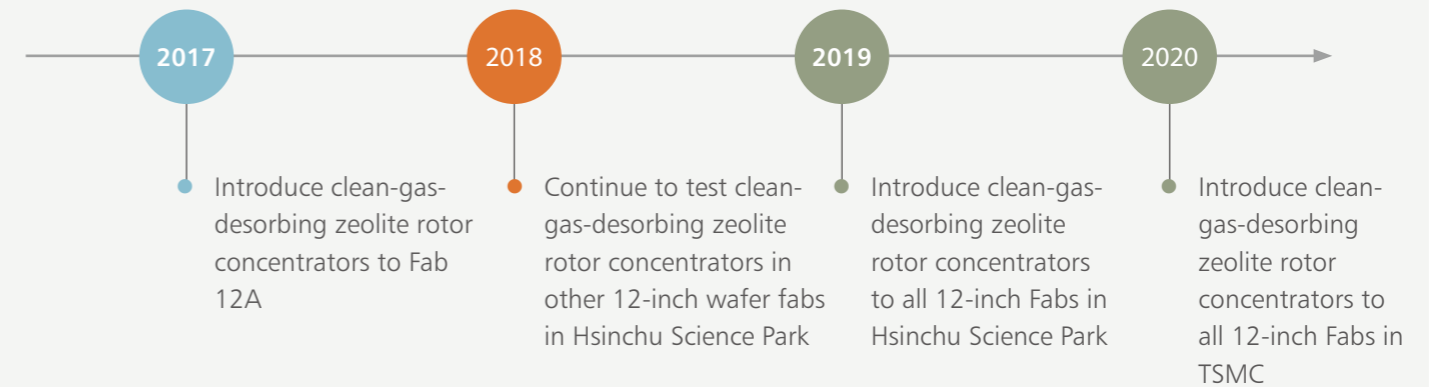 2017
Introduce clean-gas-
desorbing zeolite rotor
concentrators to Fab
12A
2018
Continue to test clean-
gas-desorbing zeolite
rotor concentrators in
other 12-inch wafer fabs
in Hsinchu Science Park
2019
Introduce clean-gas-
desorbing zeolite
rotor concentrators
to all 12-inch Fabs in
Hsinchu Science Park
2020
Introduce clean-
gas-desorbing
zeolite rotor
concentrators to
all 12-inch Fabs in
TSMC